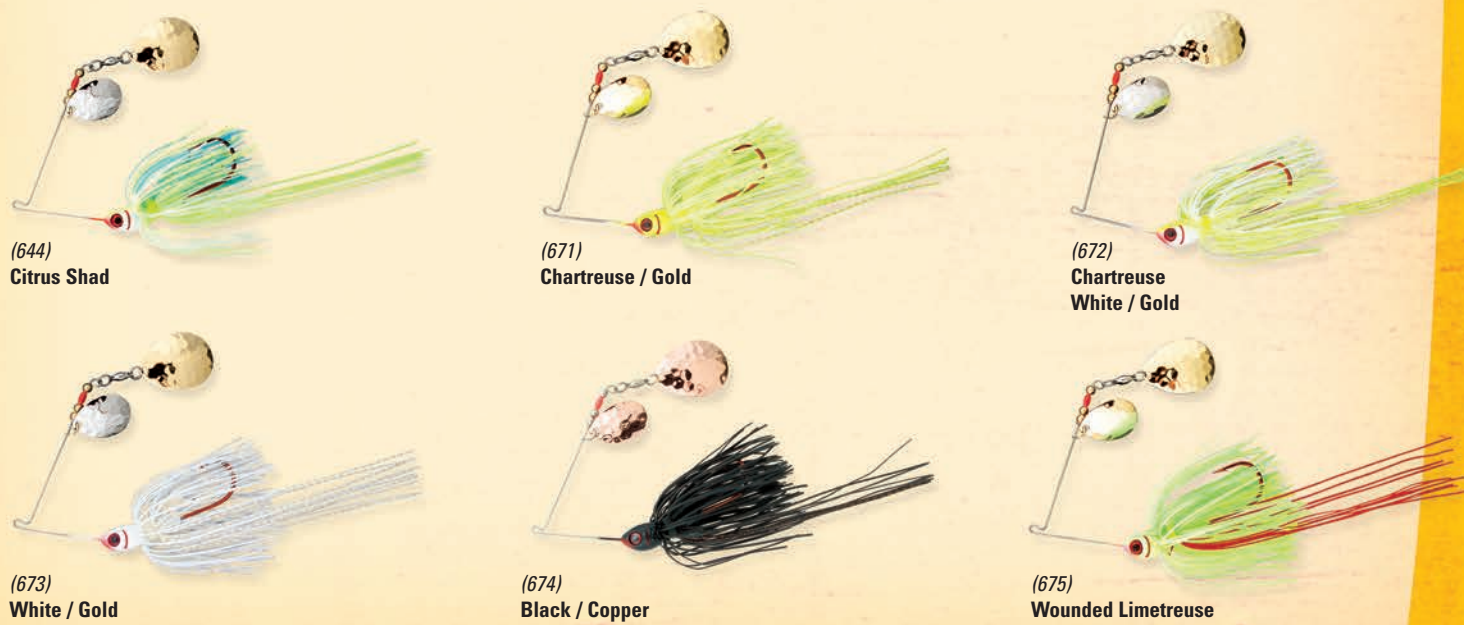 (644)
Citrus Shad
(671)
Chartreuse / Gold
(672)
Chartreuse
White / Gold
(673)
White / Gold
(674)
Black / Copper
(675)
Wounded Limetreuse